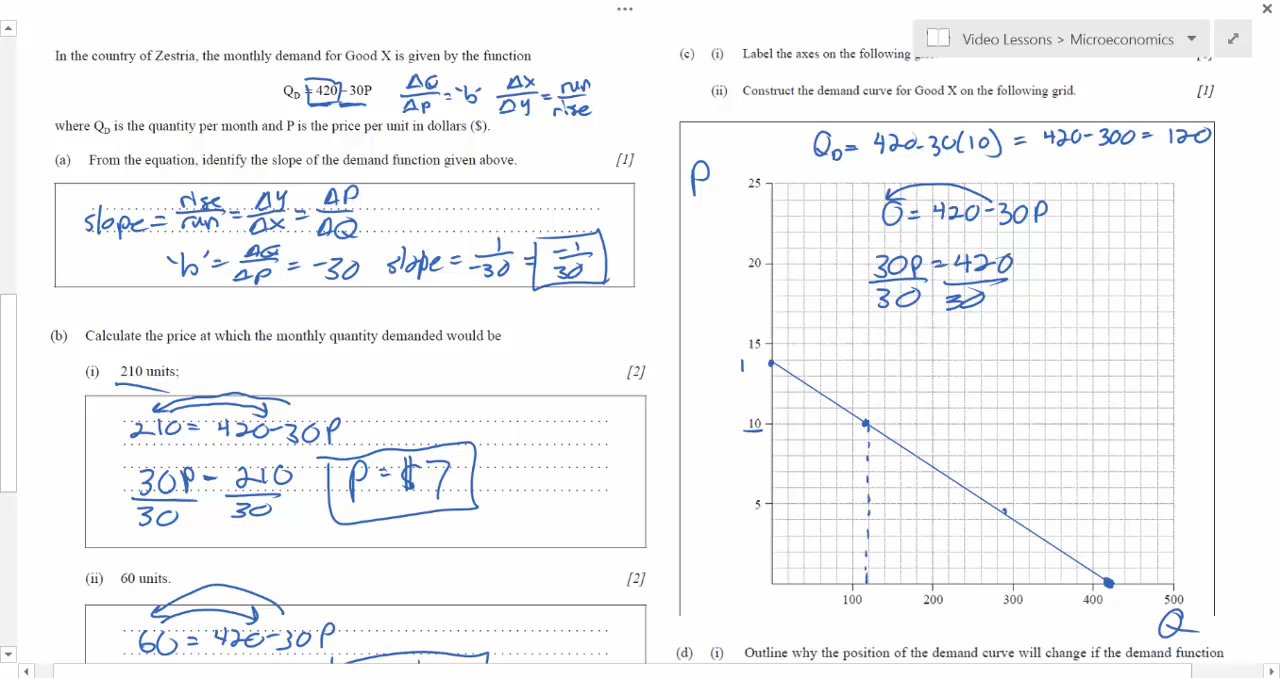 Video Lessons > Microeconomics
In the country of Zestria, the monthly demand for Good X is given by the function
Q_D = 420 – 30P
ΔQ/ΔP = 'b' Δx/Δy = run/rise
where Q_D is the quantity per month and P is the price per unit in dollars ($).
(a) From the equation, identify the slope of the demand function given above. [1]
slope = rise/run = Δy/Δx = ΔP/ΔQ
'b' = ΔQ/ΔP = -30 slope = 1/-30 = -1/30
(b) Calculate the price at which the monthly quantity demanded would be
(i) 210 units; [2]
210 = 420 - 30P
30P/30 = 210/30 P = $7
(ii) 60 units. [2]
60 = 420 - 30P
(c) (i) Label the axes on the following
(ii) Construct the demand curve for Good X on the following grid. [1]
Q_D = 420 - 30(10) = 420 - 300 = 120
P
25
0 = 420 - 30P
20
30P/30 = 420/30
15
1
10
5
100 200 300 400 500
Q
(d) (i) Outline why the position of the demand curve will change if the demand function